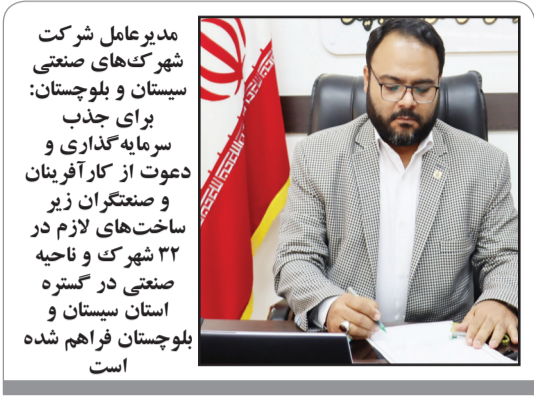 مدیرعامل شرکت
شهرک‌های صنعتی
سیستان و بلوچستان:
برای جذب
سرمایه‌گذاری و
دعوت از کارآفرینان
و صنعتگران زیر
ساخت‌های لازم در
۳۲ شهرک و ناحیه
صنعتی در گستره
استان سیستان و
بلوچستان فراهم شده
است